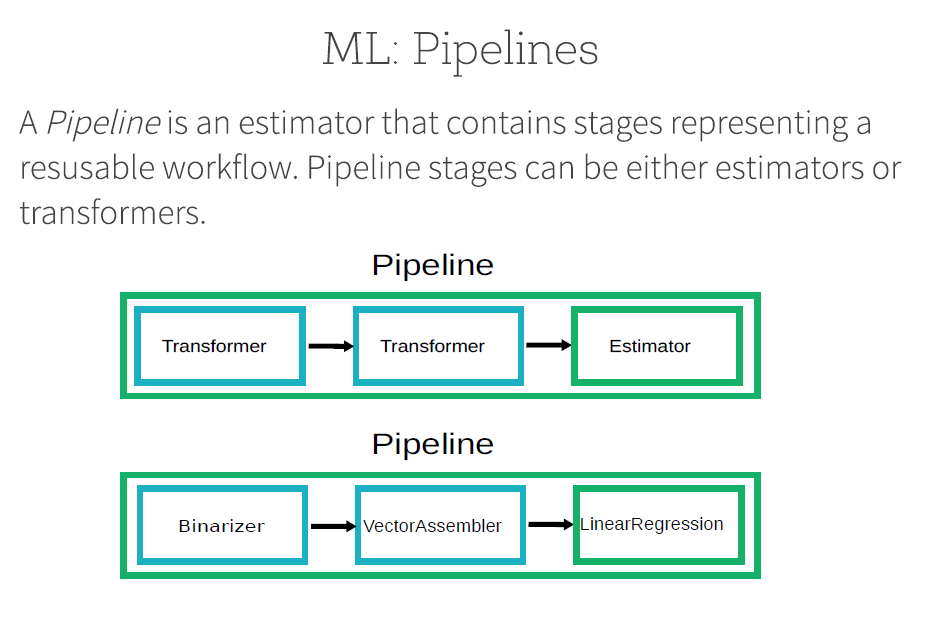 ML: Pipelines
A Pipeline is an estimator that contains stages representing a
resusable workflow. Pipeline stages can be either estimators or
transformers.
Pipeline
Transformer
Transformer
Estimator
Pipeline
Binarizer
VectorAssembler
LinearRegression